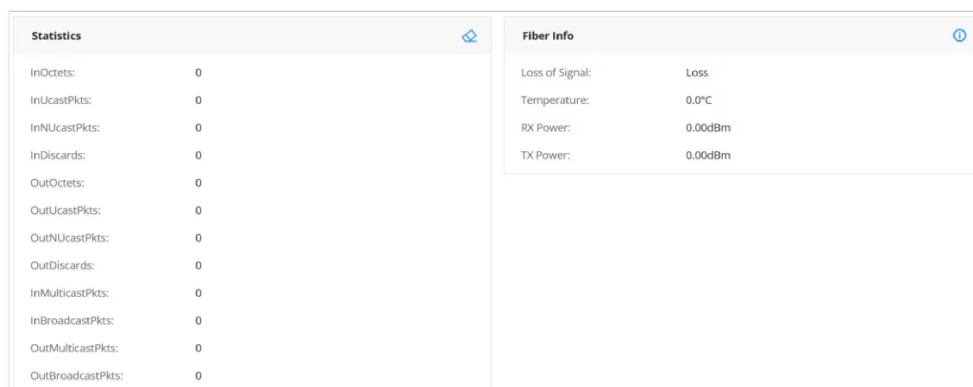 Statistics
InOctets: 0
InUcastPkts: 0
InNUcastPkts: 0
InDiscards: 0
OutOctets: 0
OutUcastPkts: 0
OutNUcastPkts: 0
OutDiscards: 0
InMulticastPkts: 0
InBroadcastPkts: 0
OutMulticastPkts: 0
OutBroadcastPkts: 0
Fiber Info
Loss of Signal: Loss
Temperature: 0.0°C
RX Power: 0.00dBm
TX Power: 0.00dBm